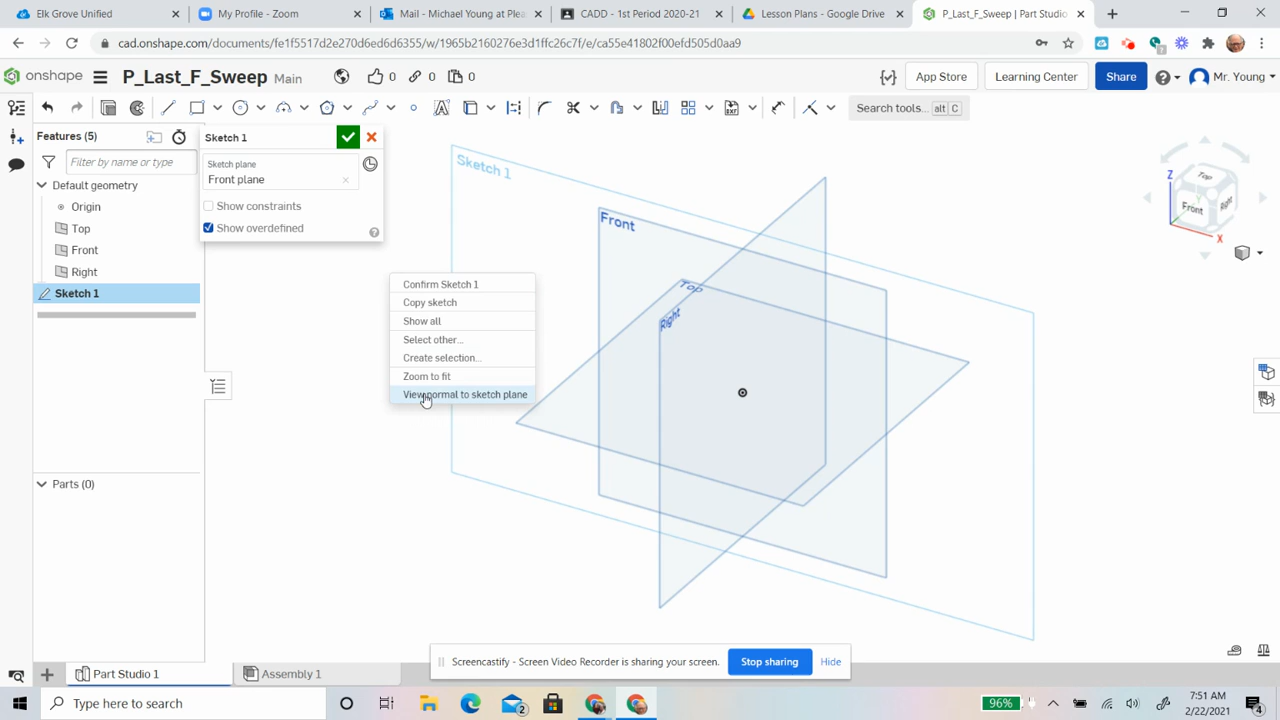 Elk Grove Unified
My Profile - Zoom
Mail - Michael Young at Plea
CADD - 1st Period 2020-21
Lesson Plans - Google Drive
P_Last_F_Sweep | Part Studio 1
cad.onshape.com/documents/fe1f5517d2e270d6ed6d6355/w/1965b2160276e3d1ffc26c7f/e/ca55e41802f00efd505d0aa9
onshape
P_Last_F_Sweep
Main
0
0
0
App Store
Learning Center
Share
Mr. Young
Search tools...
alt
C
Features (5)
Filter by name or type
Default geometry
Origin
Top
Front
Right
Sketch 1
Sketch 1
Sketch plane
Front plane
Show constraints
Show overdefined
Confirm Sketch 1
Copy sketch
Show all
Select other...
Create selection...
Zoom to fit
View normal to sketch plane
Sketch 1
Front
Top
Right
Z
Top
Front
Right
X
Parts (0)
Screencastify - Screen Video Recorder is sharing your screen.
Stop sharing
Hide
Part Studio 1
Assembly 1
Type here to search
2
96%
7:51 AM
2/22/2021
4